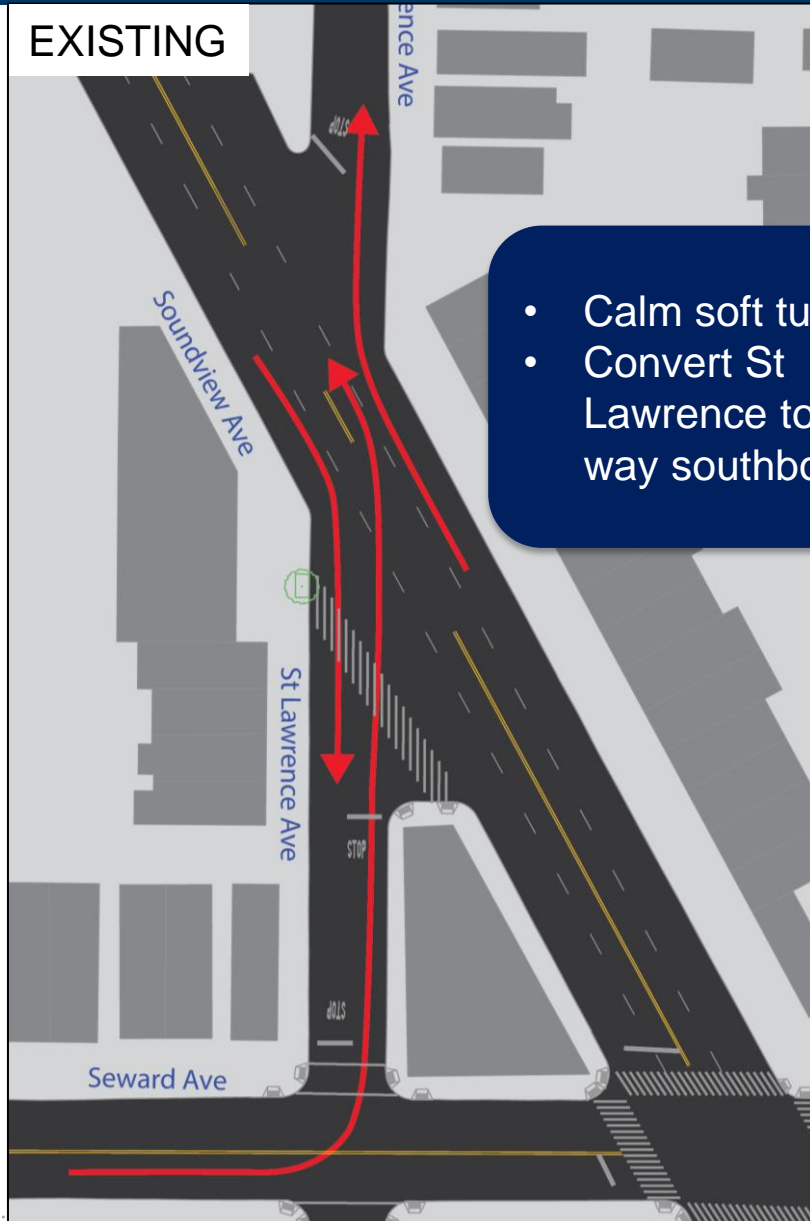 EXISTING
ence Ave
STOP
Soundview Ave
• Calm soft tu
• Convert St
Lawrence to
way southbo
St Lawrence Ave
STOP
STOP
Seward Ave